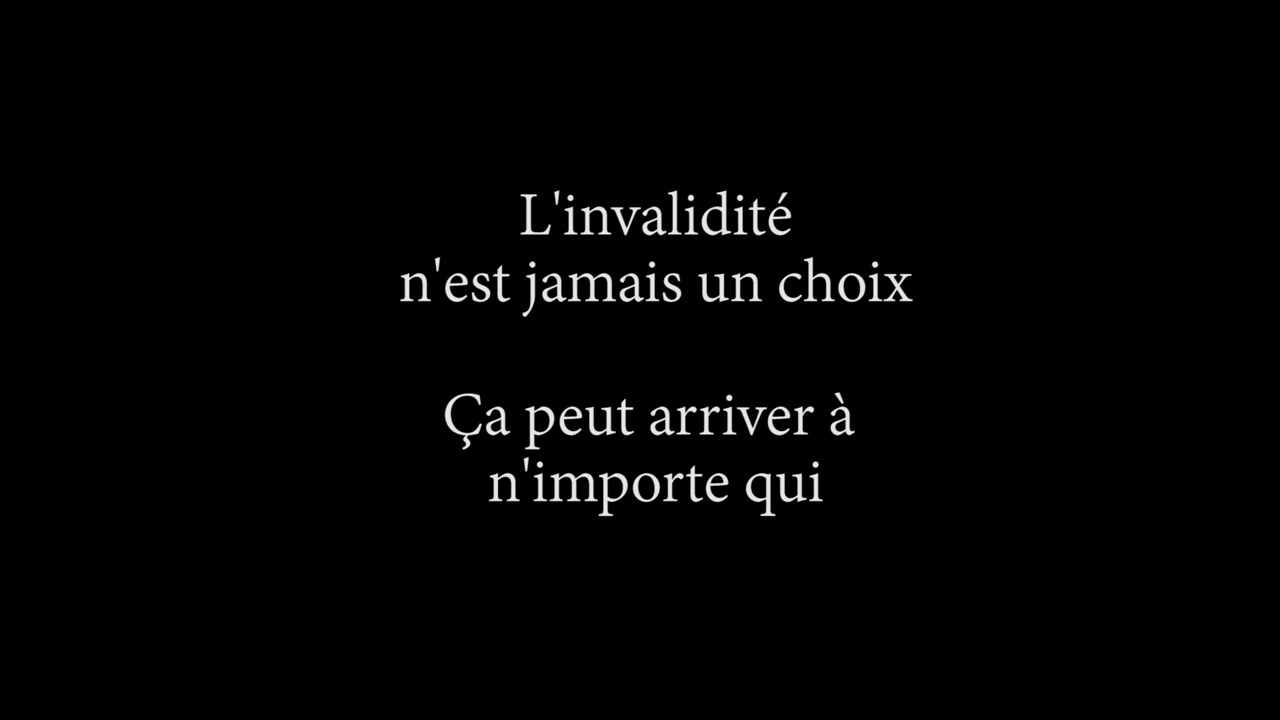 L'invalidité
n'est jamais un choix
Ça peut arriver à
n'importe qui